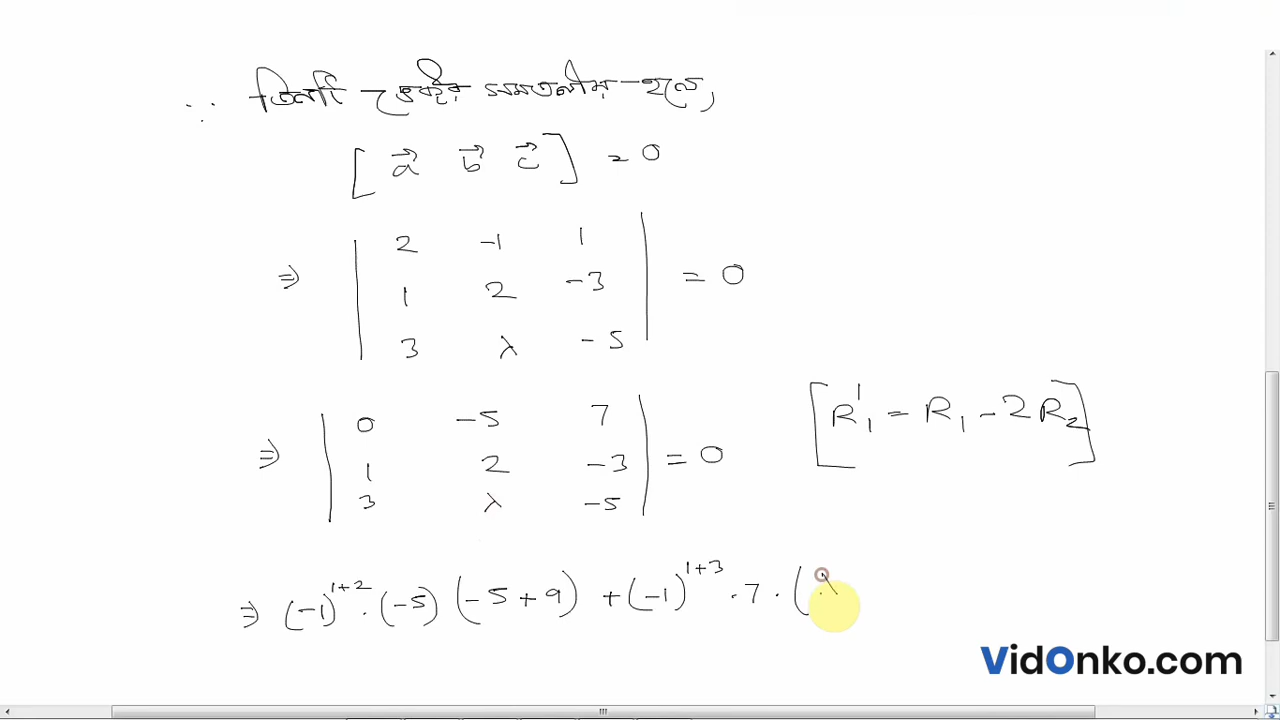 ∵ তিনটি ভেক্টর সমতলীয় হলে,
[ a⃗ b⃗ c⃗ ] = 0
⇒ | 2 -1 1 |
| 1 2 -3 | = 0
| 3 λ -5 |
⇒ | 0 -5 7 |
| 1 2 -3 | = 0 [R₁′ = R₁ - 2R₂]
| 3 λ -5 |
⇒ (-1)¹⁺² · (-5) (-5 + 9) + (-1)¹⁺³ · 7 · (λ
VidOnko.com